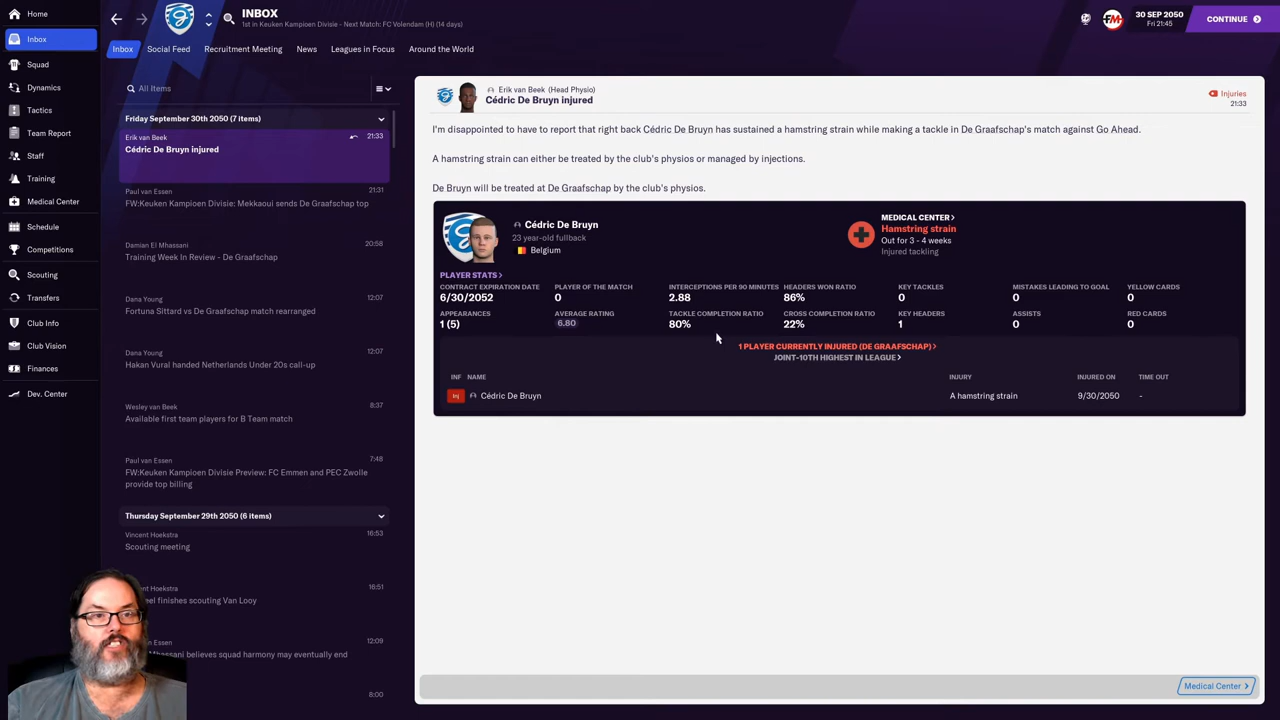 Home
Inbox
Squad
Dynamics
Tactics
Team Report
Staff
Training
Medical Center
Schedule
Competitions
Scouting
Transfers
Club Info
Club Vision
Finances
Dev. Center
INBOX
1st in Keuken Kampioen Divisie - Next Match: FC Volendam (H) (14 days)
FM
30 SEP 2050
Fri 21:45
CONTINUE
Inbox
Social Feed
Recruitment Meeting
News
Leagues in Focus
Around the World
All Items
Friday September 30th 2050 (7 items)
Erik van Beek
21:33
Cédric De Bruyn injured
Paul van Essen
21:31
FW:Keuken Kampioen Divisie: Mekkaoui sends De Graafschap top
Damian El Mhassani
20:58
Training Week In Review - De Graafschap
Dana Young
12:07
Fortuna Sittard vs De Graafschap match rearranged
Dana Young
12:07
Hakan Vural handed Netherlands Under 20s call-up
Wesley van Beek
8:37
Available first team players for B Team match
Paul van Essen
7:48
FW:Keuken Kampioen Divisie Preview: FC Emmen and PEC Zwolle
provide top billing
Thursday September 29th 2050 (6 items)
Vincent Hoekstra
16:53
Scouting meeting
ent Hoekstra
16:51
eel finishes scouting Van Looy
n Essen
12:09
Mhassani believes squad harmony may eventually end
8:00
Erik van Beek (Head Physio)
Cédric De Bruyn injured
Injuries
21:33
I'm disappointed to have to report that right back Cédric De Bruyn has sustained a hamstring strain while making a tackle in De Graafschap's match against Go Ahead.
A hamstring strain can either be treated by the club's physios or managed by injections.
De Bruyn will be treated at De Graafschap by the club's physios.
Cédric De Bruyn
23 year-old fullback
Belgium
MEDICAL CENTER
Hamstring strain
Out for 3 - 4 weeks
Injured tackling
PLAYER STATS
CONTRACT EXPIRATION DATE
PLAYER OF THE MATCH
INTERCEPTIONS PER 90 MINUTES
HEADERS WON RATIO
KEY TACKLES
MISTAKES LEADING TO GOAL
YELLOW CARDS
6/30/2052
0
2.88
86%
0
0
0
APPEARANCES
AVERAGE RATING
TACKLE COMPLETION RATIO
CROSS COMPLETION RATIO
KEY HEADERS
ASSISTS
RED CARDS
1 (5)
6.80
80%
22%
1
0
0
1 PLAYER CURRENTLY INJURED (DE GRAAFSCHAP)
JOINT-10TH HIGHEST IN LEAGUE
INF
NAME
INJURY
INJURED ON
TIME OUT
Inj
Cédric De Bruyn
A hamstring strain
9/30/2050
-
Medical Center